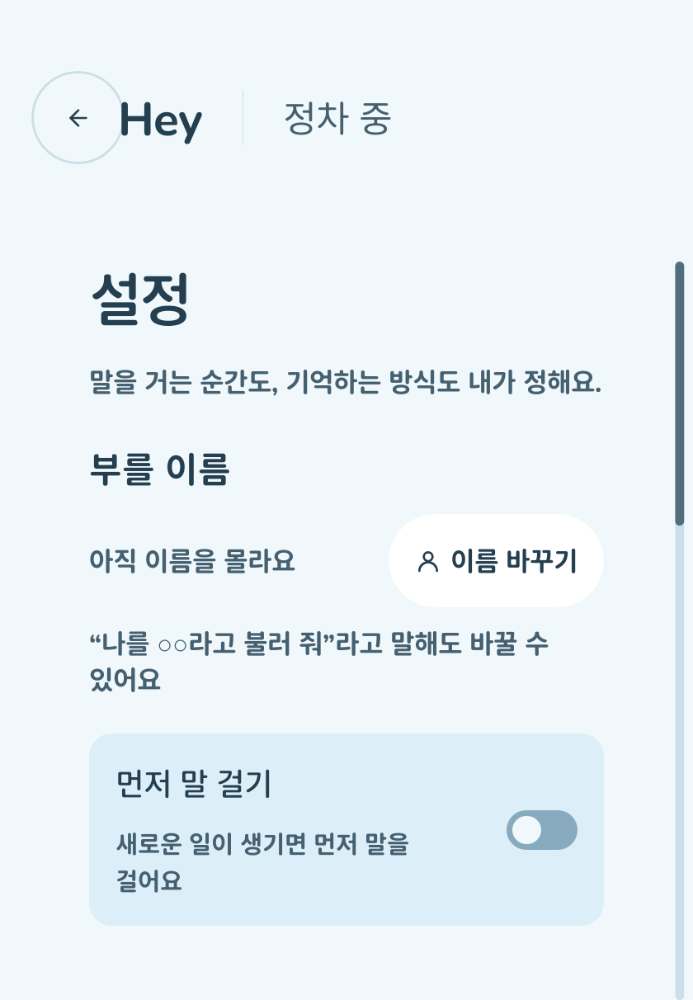 Hey
정차 중
설정
말을 거는 순간도, 기억하는 방식도 내가 정해요.
부를 이름
아직 이름을 몰라요
이름 바꾸기
“나를 ○○라고 불러 줘”라고 말해도 바꿀 수
있어요
먼저 말 걸기
새로운 일이 생기면 먼저 말을
걸어요